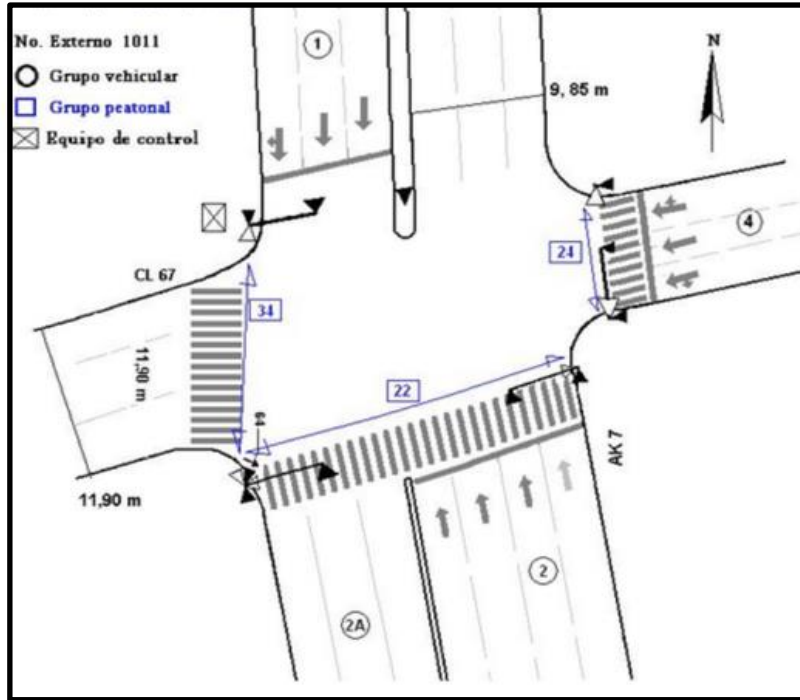 No. Externo 1011
Grupo vehicular
Grupo peatonal
Equipo de control
1
9, 85 m
N
4
24
CL 67
34
11,90 m
22
64
AK 7
11,90 m
2
2A